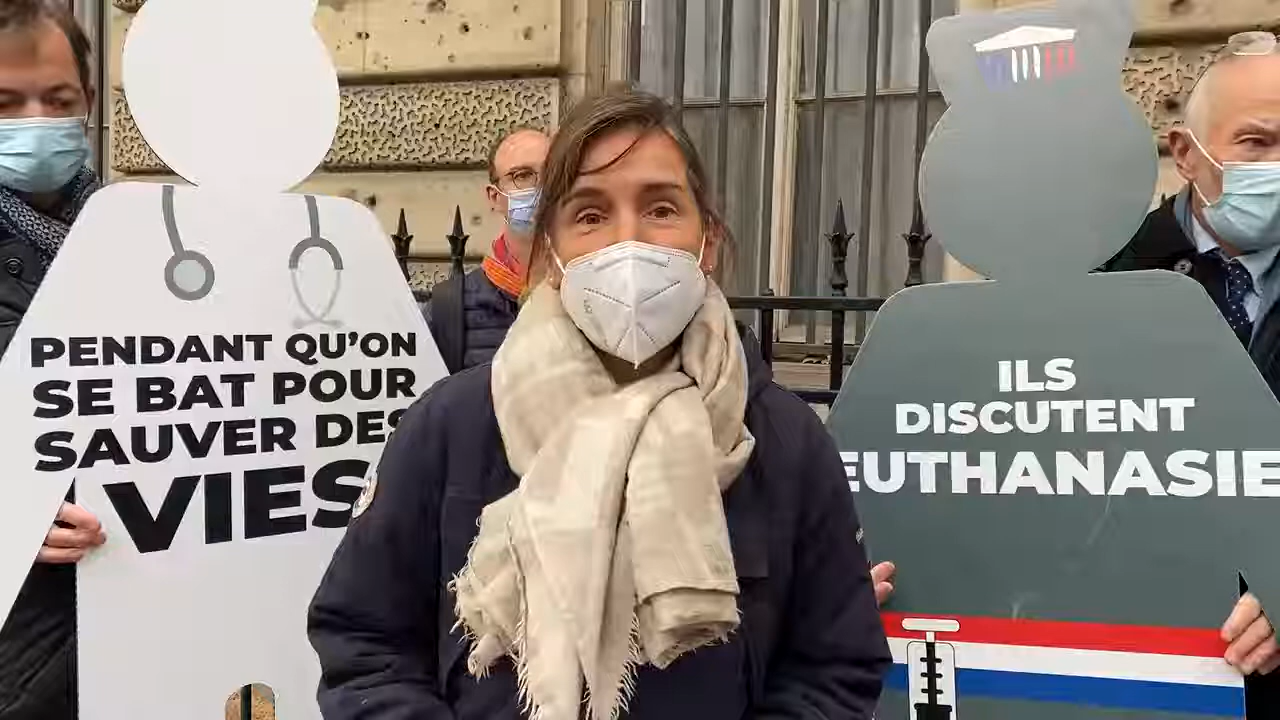 PENDANT QU'ON
SE BAT POUR
SAUVER DES
VIES
ILS
DISCUTENT
EUTHANASIE